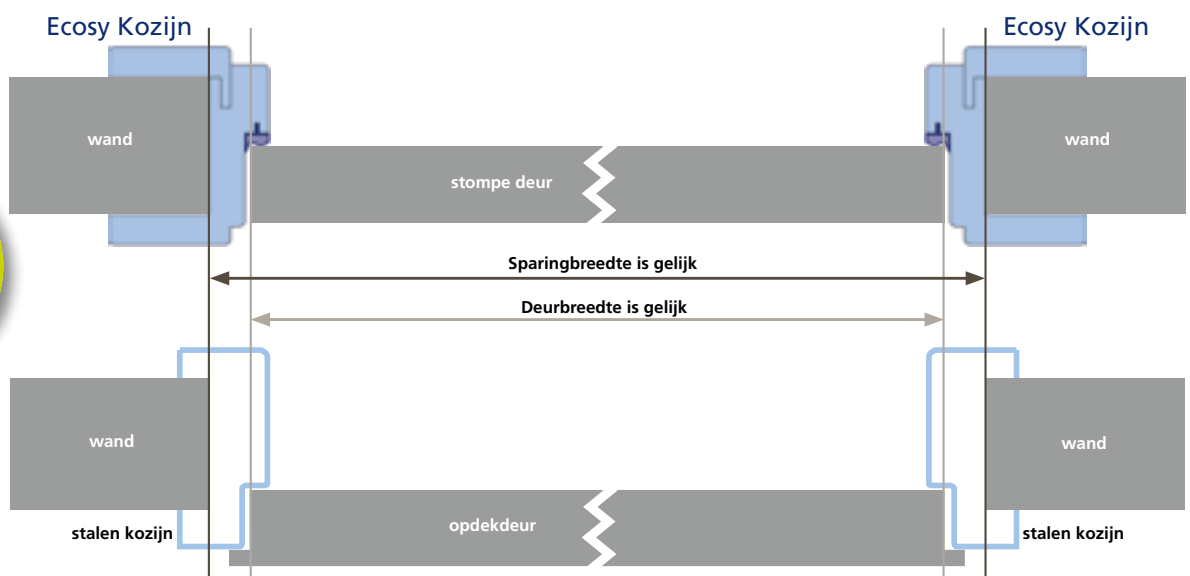 Ecosy Kozijn
Ecosy Kozijn
wand
wand
stompe deur
Sparingbreedte is gelijk
Deurbreedte is gelijk
wand
wand
stalen kozijn
opdekdeur
stalen kozijn